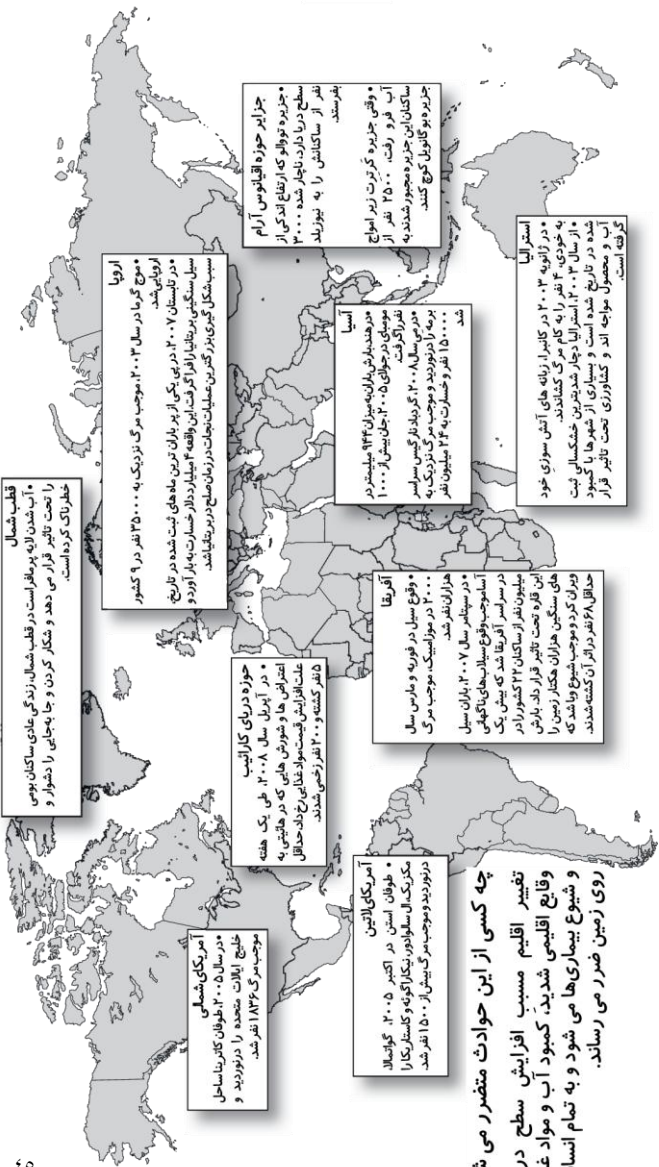 قطب شمال
• آب شدن لایه پرمافراست در قطب شمال، زندگی عادی ساکنان بومی
را تحت تاثیر قرار می دهد و شکار کردن و جا به‌جایی را دشوار و
خطرناک کرده است.
اروپا
• موج گرما در سال ۲۰۰۳، موجب مرگ نزدیک به ۳۵۰۰۰ نفر در ۹ کشور
اروپایی شد.
• در تابستان ۲۰۰۷، در پی یکی از پر باران ترین ماه های ثبت شده در تاریخ،
سیل سنگینی بریتانیا را فرا گرفت. این واقعه ۴ میلیارد دلار خسارت به بار آورد و
سبب شکل گیری بزرگترین عملیات نجات در زمان صلح در بریتانیا شد.
جزایر حوزه اقیانوس آرام
• جزیره تووالو که ارتفاع اندکی از
سطح دریا دارد، ناچار شده ۳۰۰۰
نفر از ساکنانش را به نیوزیلند
بفرستد.
• وقتی جزیره کَرتِرِت زیر امواج
آب فرو رفت، ۲۵۰۰ نفر از
ساکنان این جزیره مجبور شدند به
جزیره بوگانویل کوچ کنند.
آمریکای شمالی
• در سال ۲۰۰۵، طوفان کاترینا ساحل
خلیج ایالات متحده را درنوردید و
موجب مرگ ۱۸۳۶ نفر شد.
حوزه دریای کارائیب
• در آپریل سال ۲۰۰۸، طی یک هفته
اعتراض ها و شورش هایی که در هائیتی به
علت افزایش قیمت مواد غذایی رخ داد، حداقل
۵ نفر کشته و ۲۰۰ نفر زخمی شدند.
آسیا
• در هند، بارش باران به میزان ۹۴۴ میلیمتر در
مومبای در جولای ۲۰۰۵، جان بیش از ۱۰۰۰
نفر را گرفت.
• در می سال ۲۰۰۸، گردباد نارگیس سراسر
برمه را درنوردید و موجب مرگ نزدیک به
۱۵۰۰۰۰ نفر و خسارت به ۲.۴ میلیون نفر
شد
آمریکای لاتین
• طوفان استن در اکتبر ۲۰۰۵، گواتمالا،
مکزیک، ال سالوادور، نیکاراگوئه و کاستاریکا را
درنوردید و موجب مرگ بیش از ۱۵۰۰ نفر شد.
آفریقا
• وقوع سیل در فوریه و مارس سال
۲۰۰۰ در موزامبیک، موجب مرگ
هزاران نفر شد.
• در سپتامبر سال ۲۰۰۷، باران سیل
آسا موجب وقوع سیلاب های ناگهانی
در سراسر آفریقا شد که بیش یک
میلیون نفر از ساکنان ۲۲ کشور را در
این قاره تحت تاثیر قرار داد. بارش
های سنگین هزاران هکتار زمین را
ویران کرده و موجب شیوع وبا شد که
حداقل ۶۸ نفر در اثر آن کشته شدند.
استرالیا
• در ژانویه ۲۰۰۳ در کانبرا، زبانه های آتش سوزی خود
به خودی، ۴ نفر را به کام مرگ کشاندند.
• از سال ۲۰۰۳، استرالیا دچار شدیدترین خشکسالی ثبت
شده در تاریخ شده است و بسیاری از شهرها با کمبود
آب و محصول مواجه اند و کشاورزی تحت تاثیر قرار
گرفته است.
چه کسی از این حوادث متضرر می
تغییر اقلیم مسبب افزایش سطح
وقایع اقلیمی شدید، کمبود آب و مواد
و شیوع بیماری‌ها می شود و به تمام
روی زمین ضرر می رساند.